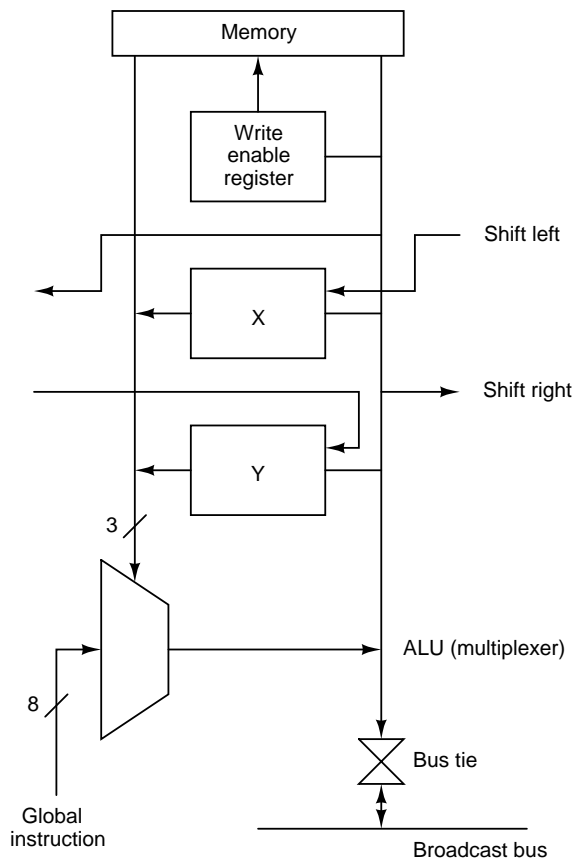 Memory
Write
enable
register
Shift left
X
Shift right
Y
3
ALU (multiplexer)
8
Bus tie
Global
instruction
Broadcast bus